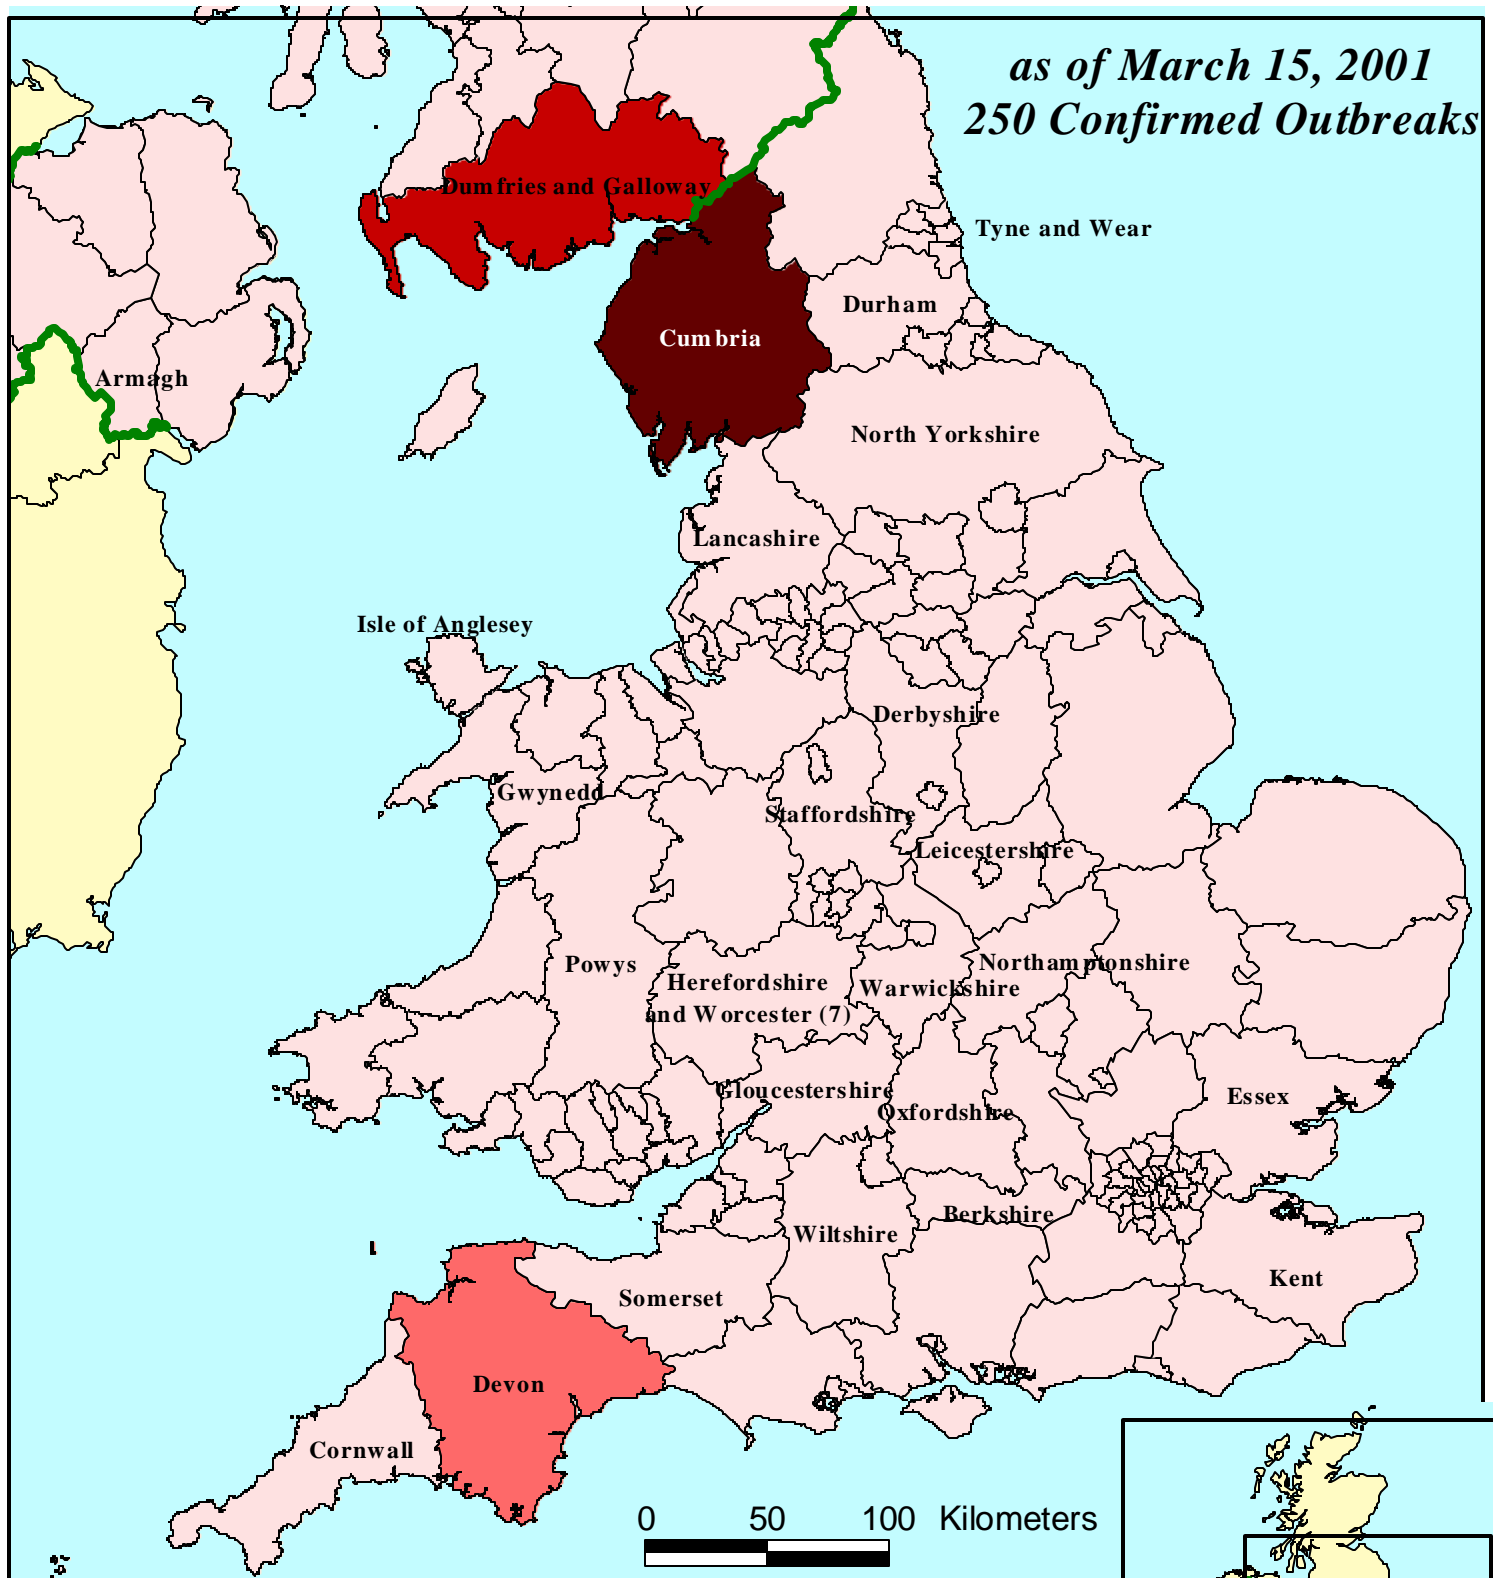 as of March 15, 2001
250 Confirmed Outbreaks
Dumfries and Galloway
Tyne and Wear
Durham
Cumbria
Armagh
North Yorkshire
Lancashire
Isle of Anglesey
Derbyshire
Gwynedd
Staffordshire
Leicestershire
Powys
Northamptonshire
Herefordshire
and Worcester (7)
Warwickshire
Gloucestershire
Essex
Oxfordshire
Berkshire
Wiltshire
Kent
Somerset
Devon
Cornwall
0 50 100 Kilometers